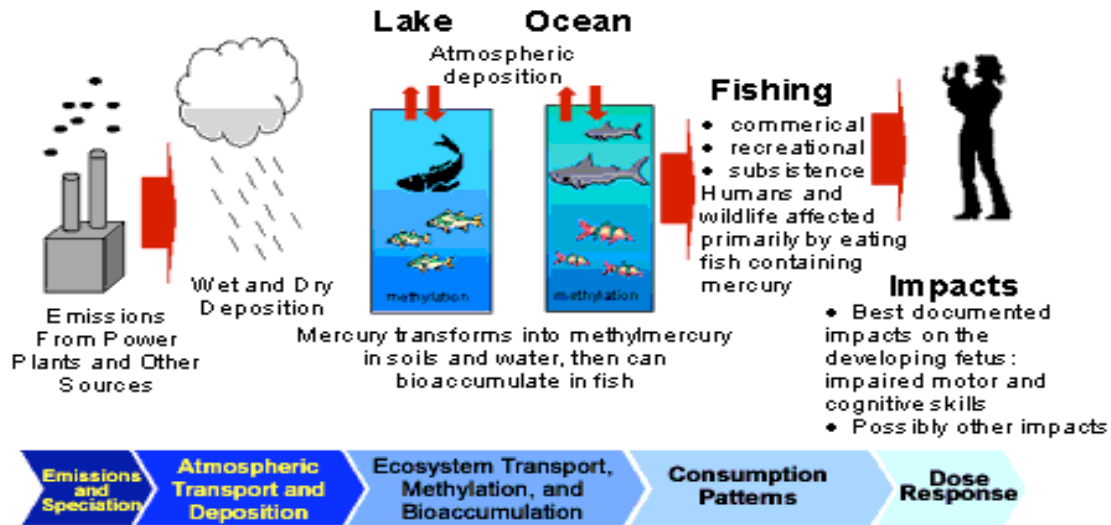 Lake
Ocean
Atmospheric
deposition
Emissions
From Power
Plants and Other
Sources
Wet and Dry
Deposition
methylation
methylation
Mercury transforms into methylmercury
in soils and water, then can
bioaccumulate in fish
Fishing
• commerical
• recreational
• subsistence
Humans and
wildlife affected
primarily by eating
fish containing
mercury
Impacts
• Best documented
impacts on the
developing fetus:
impaired motor and
cognitive skills
• Possibly other impacts
Emissions
and
Speciation
Atmospheric
Transport and
Deposition
Ecosystem Transport,
Methylation, and
Bioaccumulation
Consumption
Patterns
Dose
Response